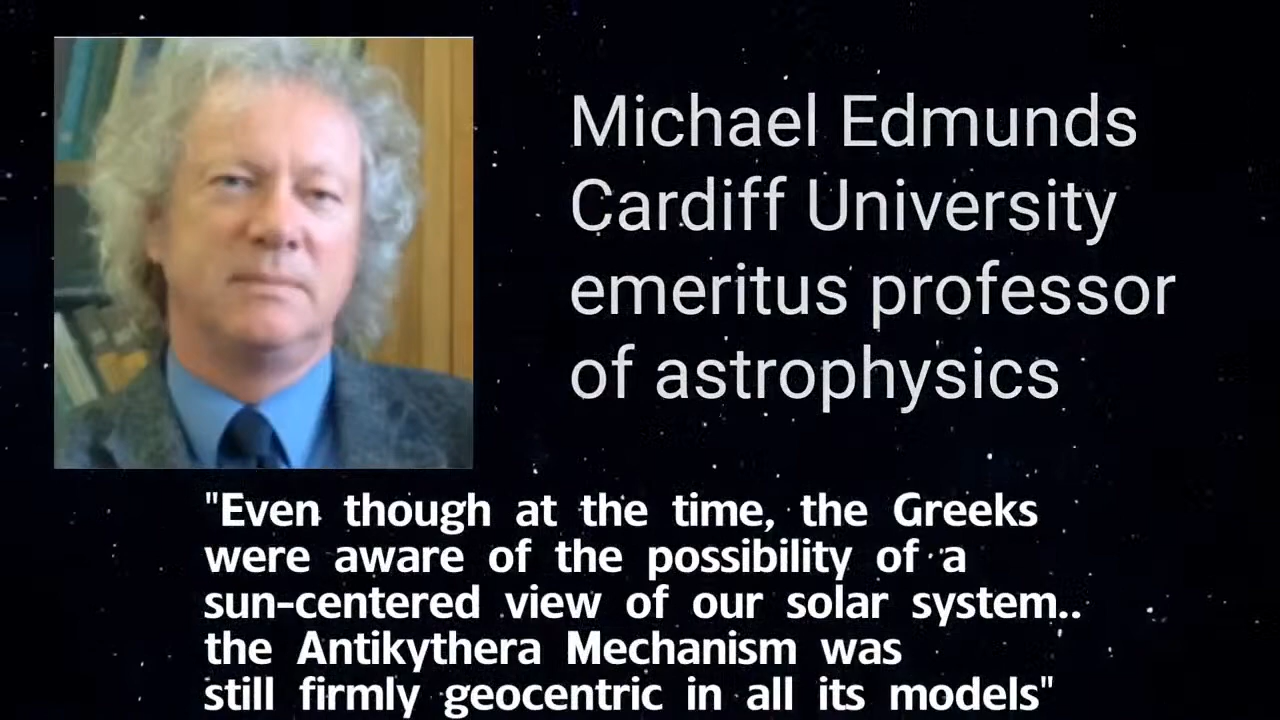 Michael Edmunds
Cardiff University
emeritus professor
of astrophysics
"Even though at the time, the Greeks
were aware of the possibility of a
sun-centered view of our solar system..
the Antikythera Mechanism was
still firmly geocentric in all its models"